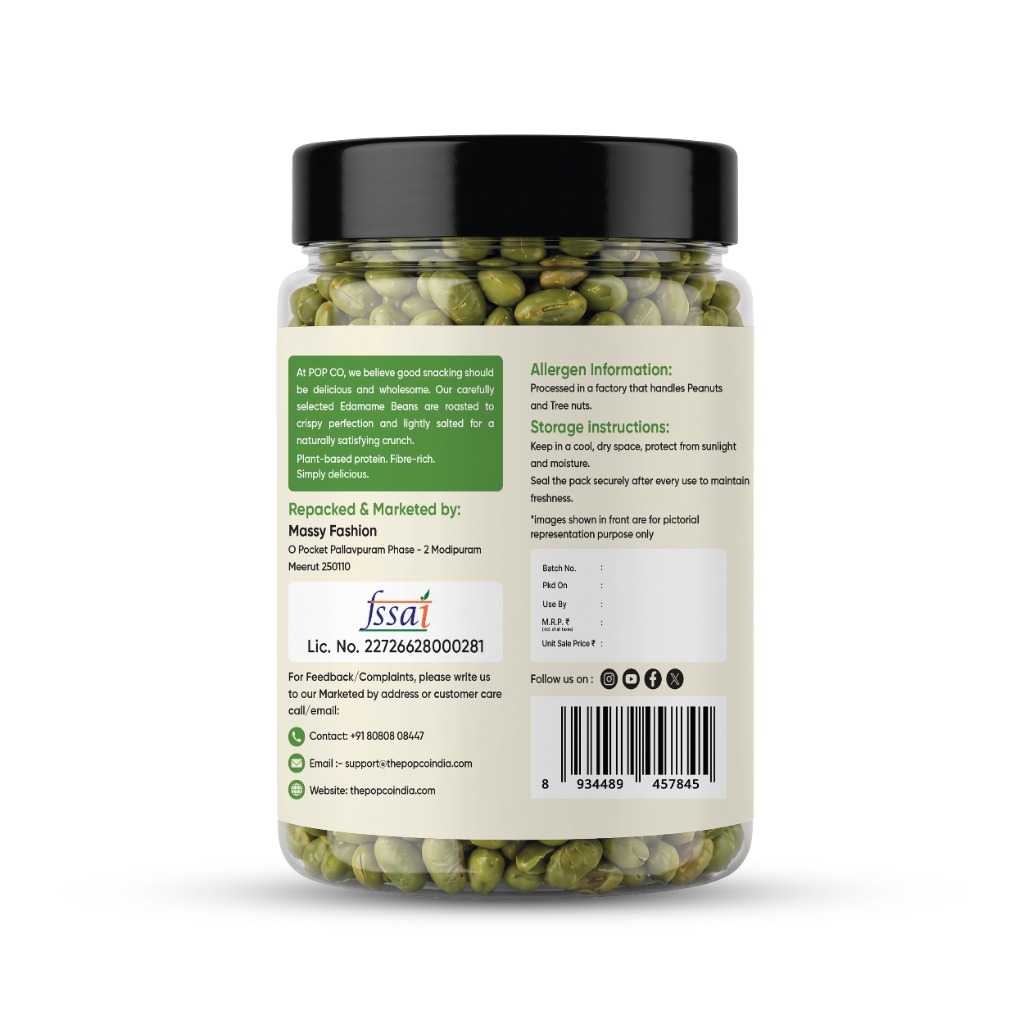 At POP CO, we believe good snacking should
be delicious and wholesome. Our carefully
selected Edamame Beans are roasted to
crispy perfection and lightly salted for a
naturally satisfying crunch.
Plant-based protein. Fibre-rich.
Simply delicious.
Repacked & Marketed by:
Massy Fashion
O Pocket Pallavpuram Phase - 2 Modipuram
Meerut 250110
fssai
Lic. No. 22726628000281
For Feedback/Complaints, please write us
to our Marketed by address or customer care
call/email:
Contact: +91 80808 08447
Email :- support@thepopcoindia.com
Website: thepopcoindia.com
Allergen Information:
Processed in a factory that handles Peanuts
and Tree nuts.
Storage instructions:
Keep in a cool, dry space, protect from sunlight
and moisture.
Seal the pack securely after every use to maintain
freshness.
*images shown in front are for pictorial
representation purpose only
Batch No. :
Pkd On :
Use By :
M.R.P. ₹ :
(Incl. of all taxes)
Unit Sale Price ₹ :
Follow us on :
8 934489 457845